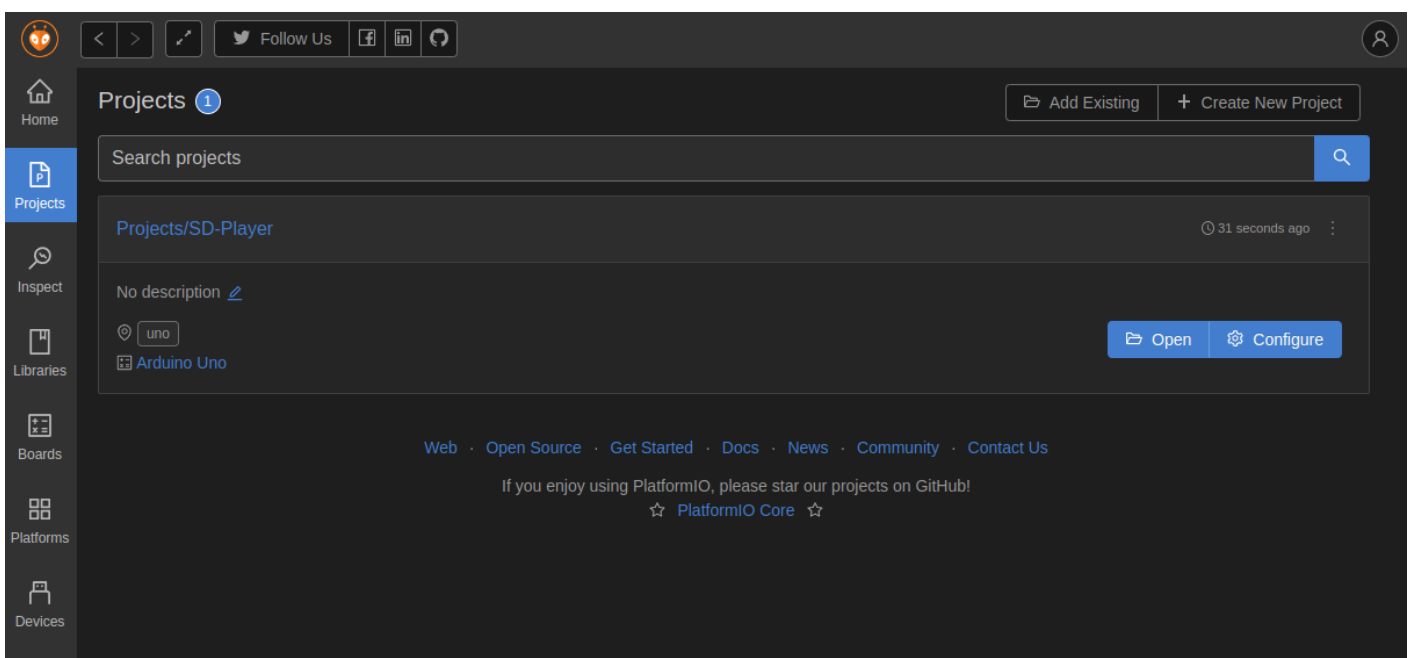 Follow Us
Home
Projects
Inspect
Libraries
Boards
Platforms
Devices
Projects 1
Add Existing
Create New Project
Search projects
Projects/SD-Player
31 seconds ago
No description
uno
Arduino Uno
Open
Configure
Web · Open Source · Get Started · Docs · News · Community · Contact Us
If you enjoy using PlatformIO, please star our projects on GitHub!
PlatformIO Core